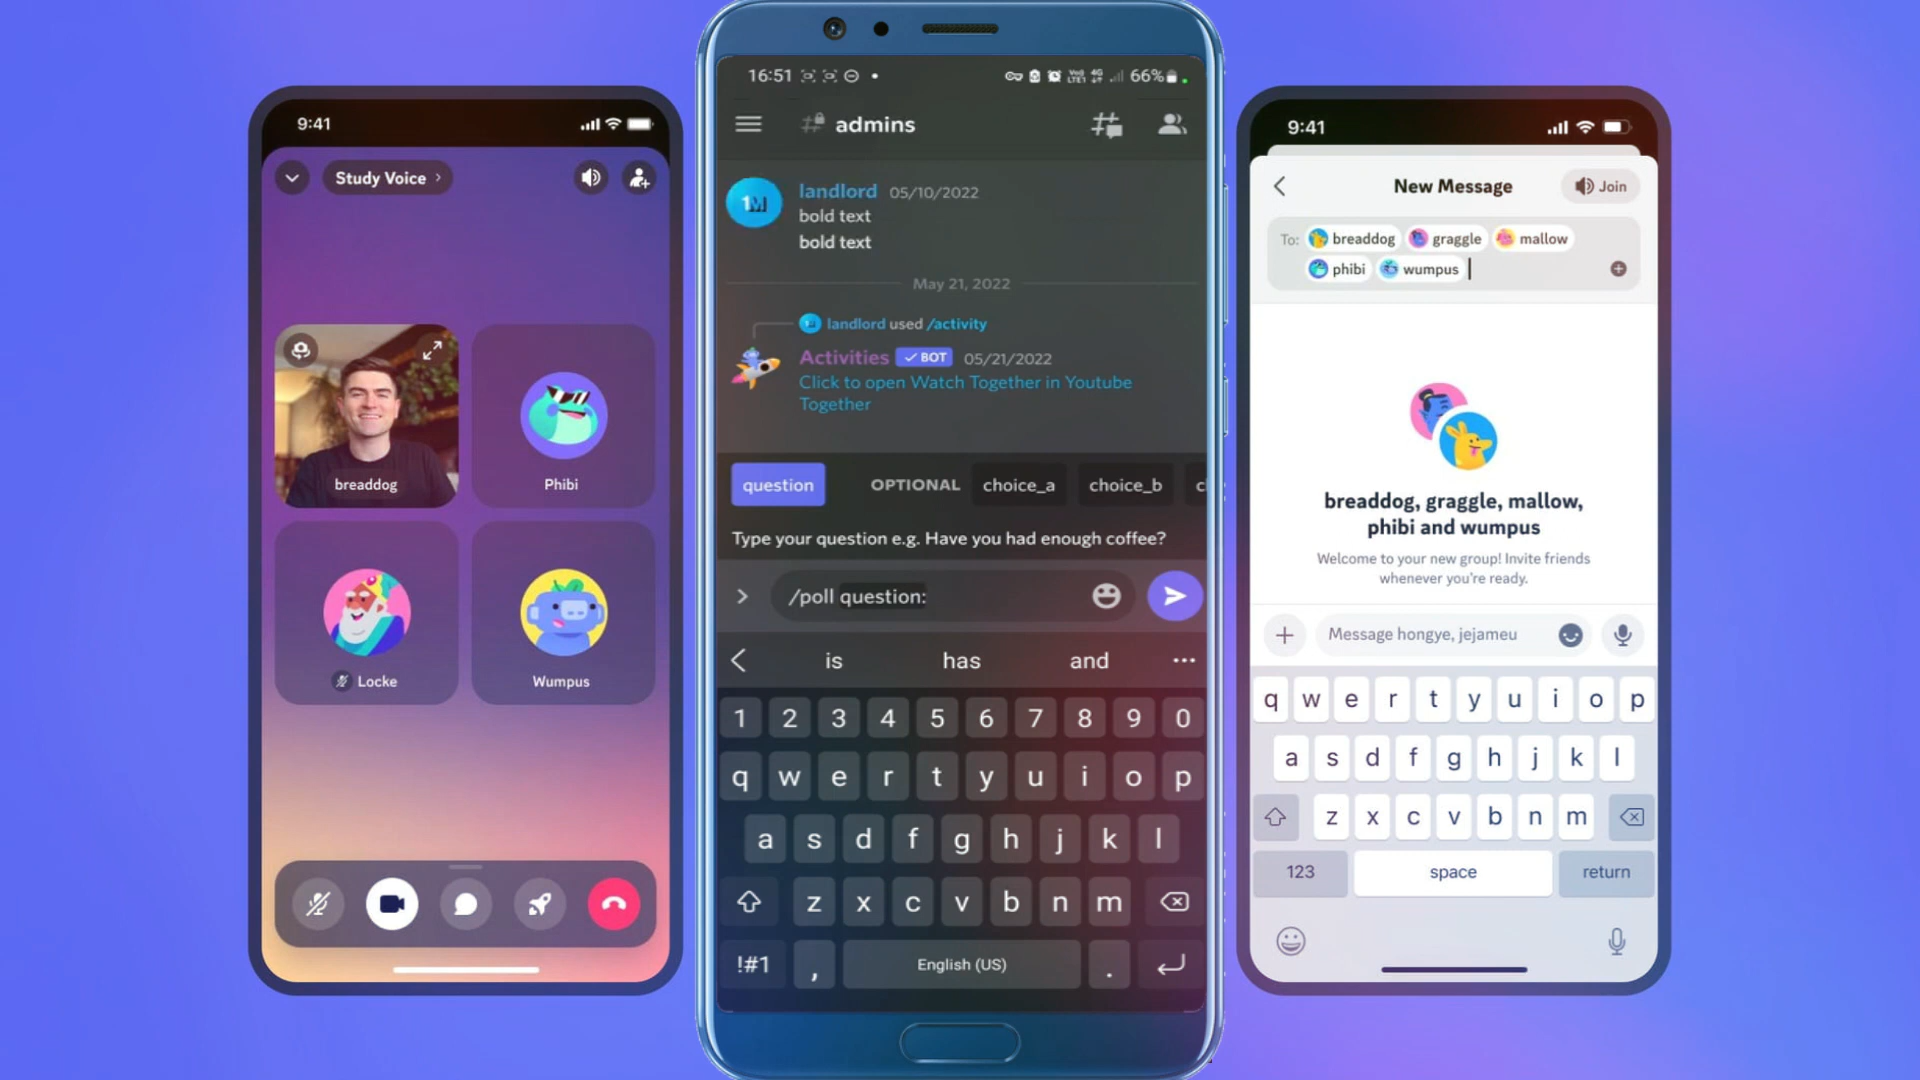 9:41
Study Voice
breaddog
Phibi
Locke
Wumpus
16:51
VoD
LTE1
4G
66%
admins
landlord 05/10/2022
bold text
bold text
May 21, 2022
landlord used /activity
Activities BOT 05/21/2022
Click to open Watch Together in Youtube
Together
question OPTIONAL choice_a choice_b
Type your question e.g. Have you had enough coffee?
/poll question:
is has and
1 2 3 4 5 6 7 8 9 0
q w e r t y u i o p
a s d f g h j k l
z x c v b n m
!#1 , English (US) .
9:41
New Message Join
To: breaddog graggle mallow
phibi wumpus
breaddog, graggle, mallow,
phibi and wumpus
Welcome to your new group! Invite friends
whenever you're ready.
Message hongye, jejameu
q w e r t y u i o p
a s d f g h j k l
z x c v b n m
123 space return